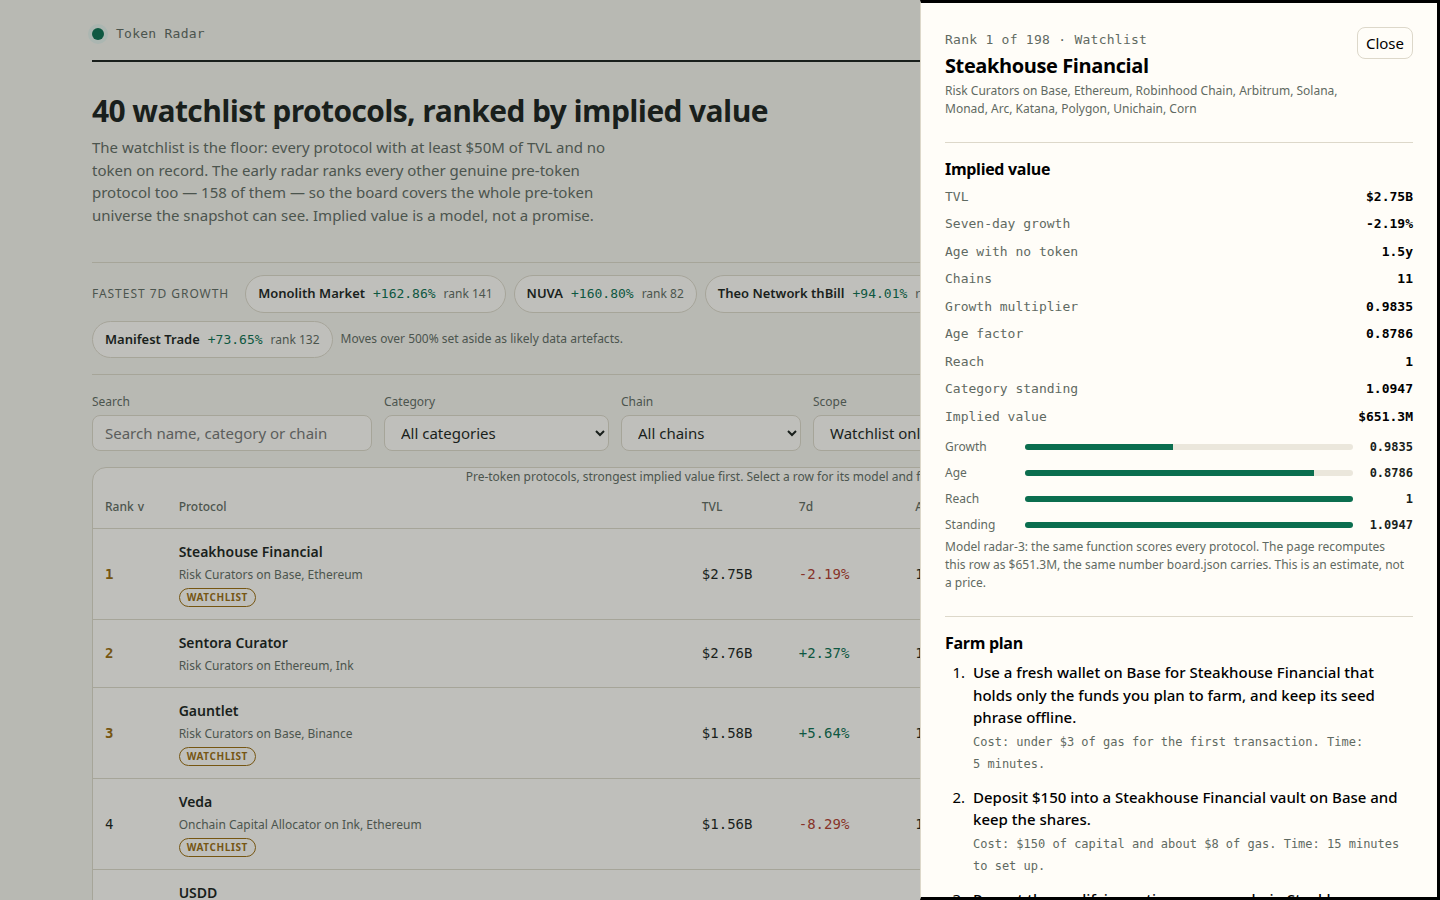 Token Radar
40 watchlist protocols, ranked by implied value
The watchlist is the floor: every protocol with at least $50M of TVL and no
token on record. The early radar ranks every other genuine pre-token
protocol too — 158 of them — so the board covers the whole pre-token
universe the snapshot can see. Implied value is a model, not a promise.
FASTEST 7D GROWTH
Monolith Market +162.86% rank 141
NUVA +160.80% rank 82
Theo Network thBill +94.01%
Manifest Trade +73.65% rank 132
Moves over 500% set aside as likely data artefacts.
Search
Category
Chain
Scope
Search name, category or chain
All categories
All chains
Watchlist onl
Pre-token protocols, strongest implied value first. Select a row for its model and f
Rank v
Protocol
TVL
7d
1
Steakhouse Financial
Risk Curators on Base, Ethereum
WATCHLIST
$2.75B
-2.19%
2
Sentora Curator
Risk Curators on Ethereum, Ink
$2.76B
+2.37%
3
Gauntlet
Risk Curators on Base, Binance
WATCHLIST
$1.58B
+5.64%
4
Veda
Onchain Capital Allocator on Ink, Ethereum
WATCHLIST
$1.56B
-8.29%
USDD
Rank 1 of 198 · Watchlist
Close
Steakhouse Financial
Risk Curators on Base, Ethereum, Robinhood Chain, Arbitrum, Solana,
Monad, Arc, Katana, Polygon, Unichain, Corn
Implied value
TVL $2.75B
Seven-day growth -2.19%
Age with no token 1.5y
Chains 11
Growth multiplier 0.9835
Age factor 0.8786
Reach 1
Category standing 1.0947
Implied value $651.3M
Growth 0.9835
Age 0.8786
Reach 1
Standing 1.0947
Model radar-3: the same function scores every protocol. The page recomputes
this row as $651.3M, the same number board.json carries. This is an estimate, not
a price.
Farm plan
1. Use a fresh wallet on Base for Steakhouse Financial that
holds only the funds you plan to farm, and keep its seed
phrase offline.
Cost: under $3 of gas for the first transaction. Time:
5 minutes.
2. Deposit $150 into a Steakhouse Financial vault on Base and
keep the shares.
Cost: $150 of capital and about $8 of gas. Time: 15 minutes
to set up.